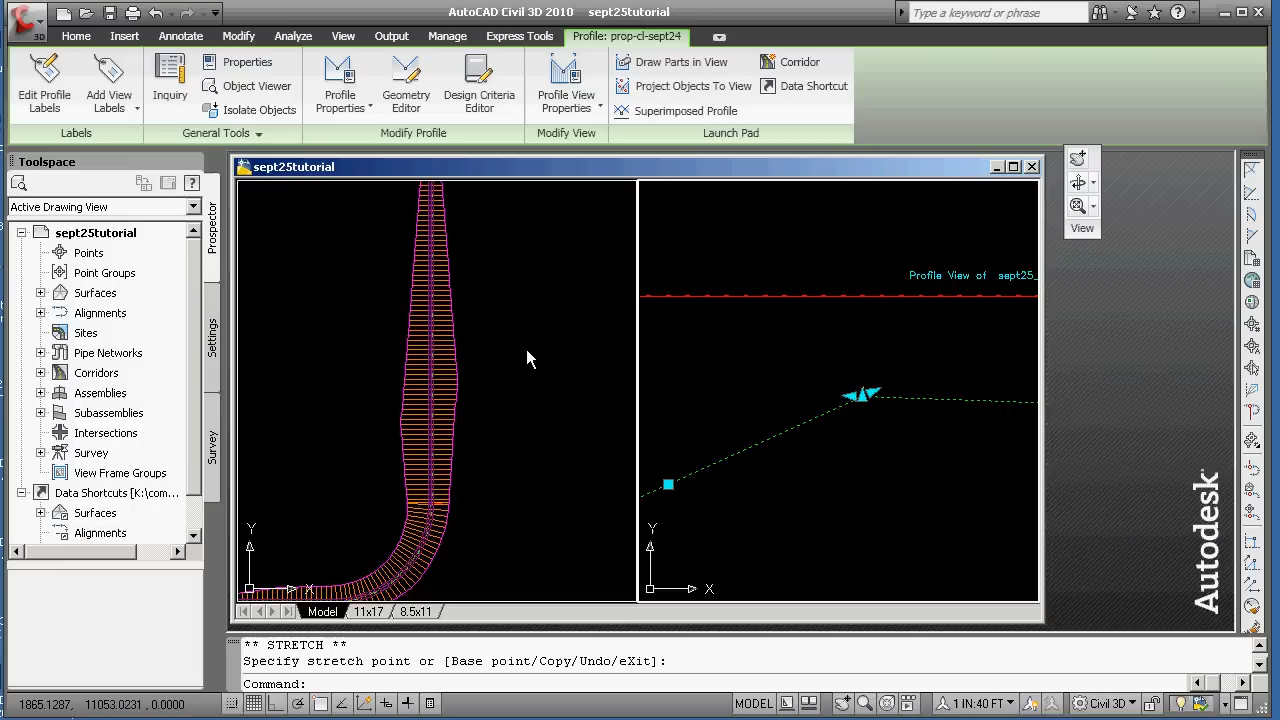 AutoCAD Civil 3D 2010 sept25tutorial
Type a keyword or phrase
3D
Home Insert Annotate Modify Analyze View Output Manage Express Tools Profile: prop-cl-sept24
Edit Profile Labels
Add View Labels
Labels
Inquiry
Properties
Object Viewer
Isolate Objects
General Tools
Profile Properties
Geometry Editor
Design Criteria Editor
Modify Profile
Profile View Properties
Modify View
Draw Parts in View
Project Objects To View
Superimposed Profile
Corridor
Data Shortcut
Launch Pad
Toolspace
Active Drawing View
sept25tutorial
Points
Point Groups
Surfaces
Alignments
Sites
Pipe Networks
Corridors
Assemblies
Subassemblies
Intersections
Survey
View Frame Groups
Data Shortcuts [K:\com...
Surfaces
Alignments
Prospector
Settings
Survey
sept25tutorial
Profile View of sept25_
Y
X
Y
X
View
Autodesk
Model 11x17 8.5x11
** STRETCH **
Specify stretch point or [Base point/Copy/Undo/eXit]:
Command:
1865.1287, 11053.0231, 0.0000
MODEL
1 IN:40 FT
Civil 3D